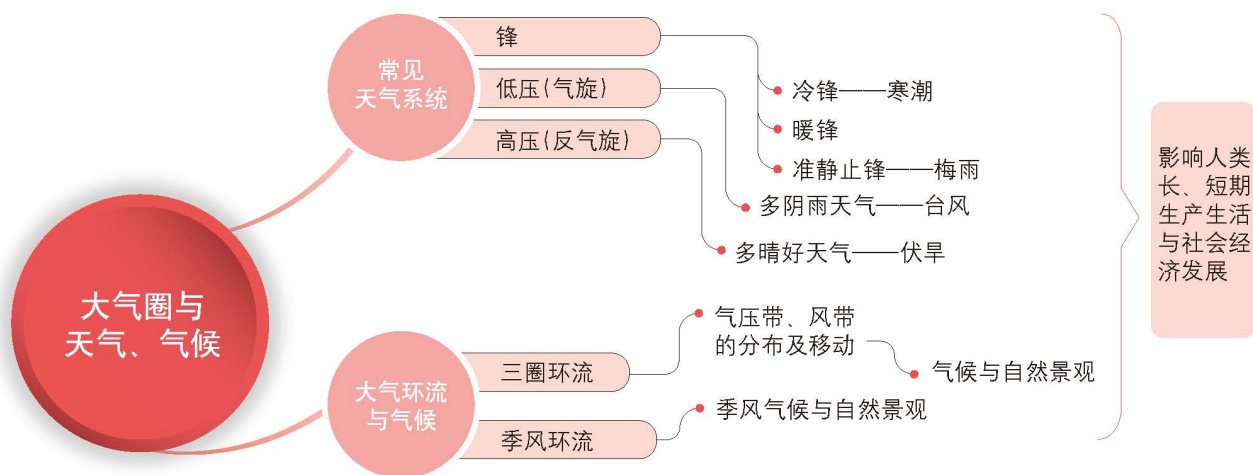 大气圈与
天气、气候
常见
天气系统
锋
低压(气旋)
高压(反气旋)
冷锋——寒潮
暖锋
准静止锋——梅雨
多阴雨天气——台风
多晴好天气——伏旱
大气环流
与气候
三圈环流
季风环流
气压带、风带
的分布及移动
气候与自然景观
季风气候与自然景观
影响人类
长、短期
生产生活
与社会经
济发展